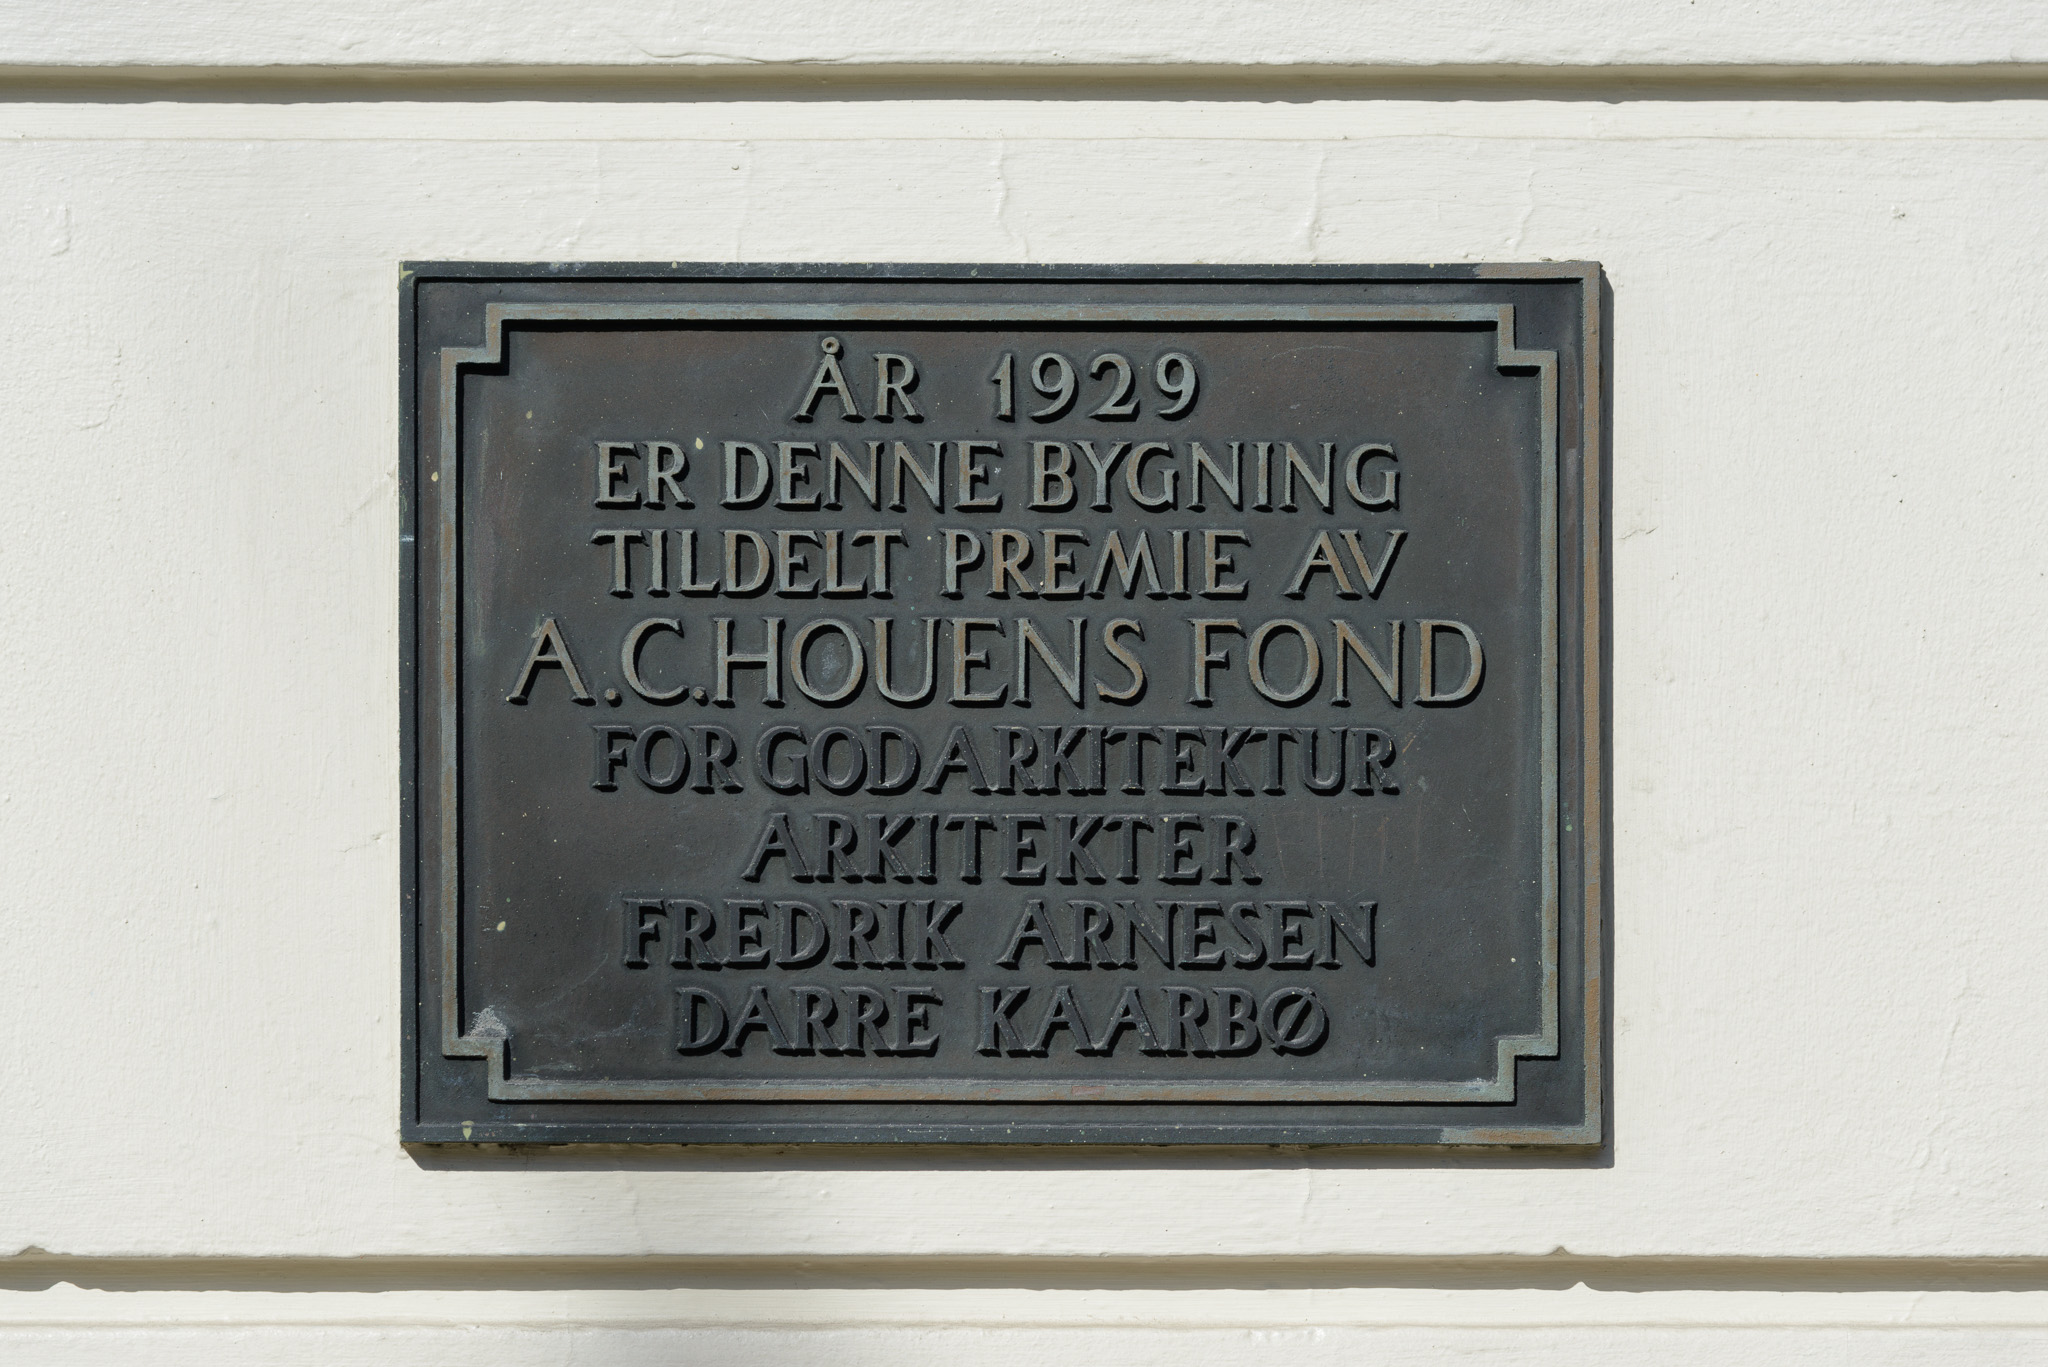 ÅR 1929
ER DENNE BYGNING
TILDELT PREMIE AV
A.C.HOUENS FOND
FOR GOD ARKITEKTUR
ARKITEKTER
FREDRIK ARNESEN
DARRE KAARBØ